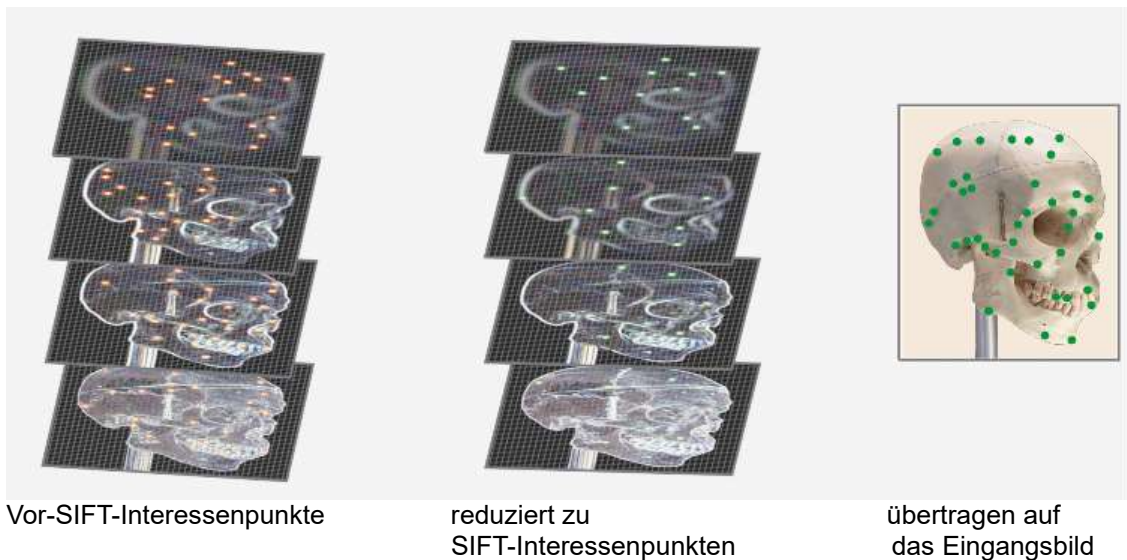 Vor-SIFT-Interessenpunkte
reduziert zu
SIFT-Interessenpunkten
übertragen auf
das Eingangsbild